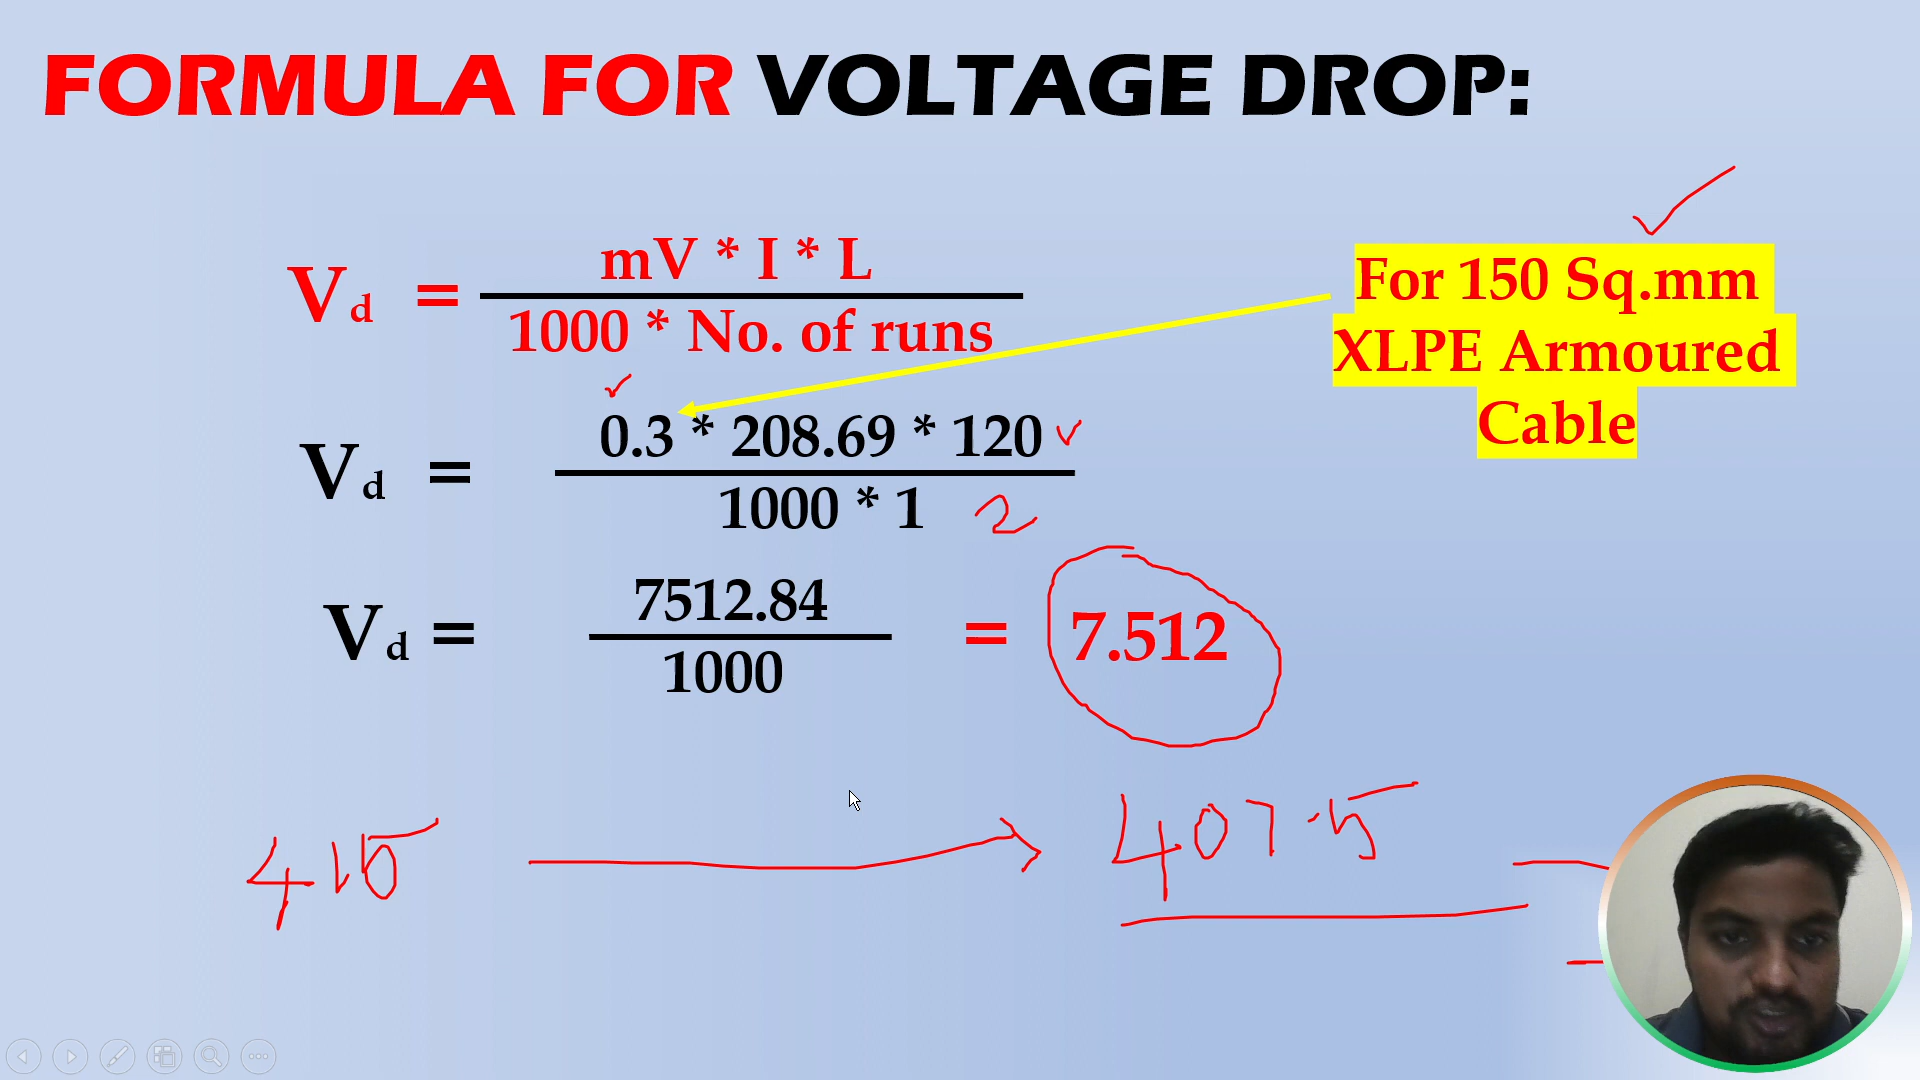 FORMULA FOR VOLTAGE DROP:
Vd = mV * I * L
1000 * No. of runs
For 150 Sq.mm
XLPE Armoured
Cable
Vd = 0.3 * 208.69 * 120
1000 * 1 2
Vd = 7512.84
1000
= 7.512
415 407.5